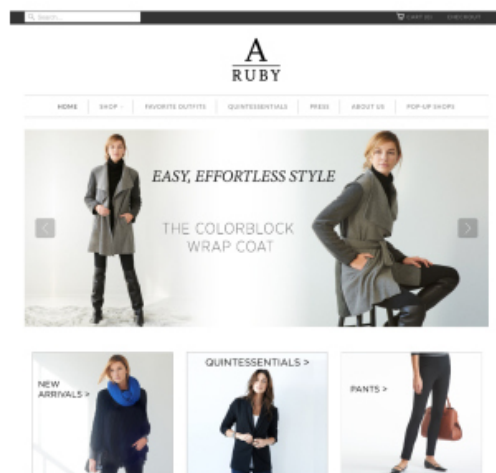 Search...
CART (0) CHECKOUT
A
RUBY
HOME SHOP FAVORITE OUTFITS QUINTESSENTIALS PRESS ABOUT US POP-UP SHOPS
EASY, EFFORTLESS STYLE
THE COLORBLOCK
WRAP COAT
QUINTESSENTIALS >
NEW
ARRIVALS >
PANTS >